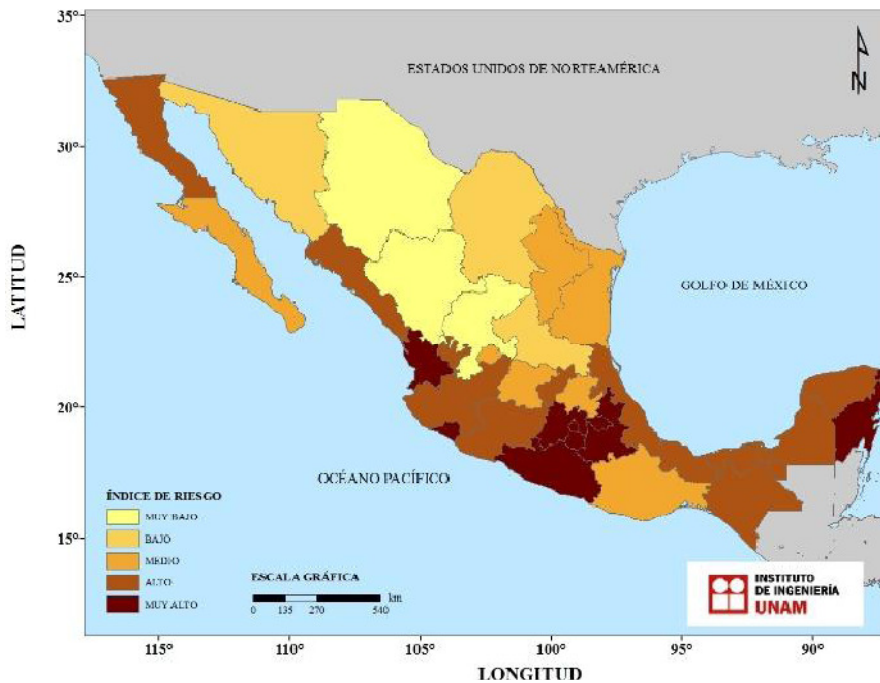 35°
30°
25°
20°
15°
LATITUD
ESTADOS UNIDOS DE NORTEAMÉRICA
N
GOLFO DE MÉXICO
OCÉANO PACÍFICO
ÍNDICE DE RIESGO
MUY BAJO
BAJO
MEDIO
ALTO
MUY ALTO
ESCALA GRÁFICA
km
0 135 270 540
INSTITUTO
DE INGENIERÍA
UNAM
115° 110° 105° 100° 95° 90°
LONGITUD